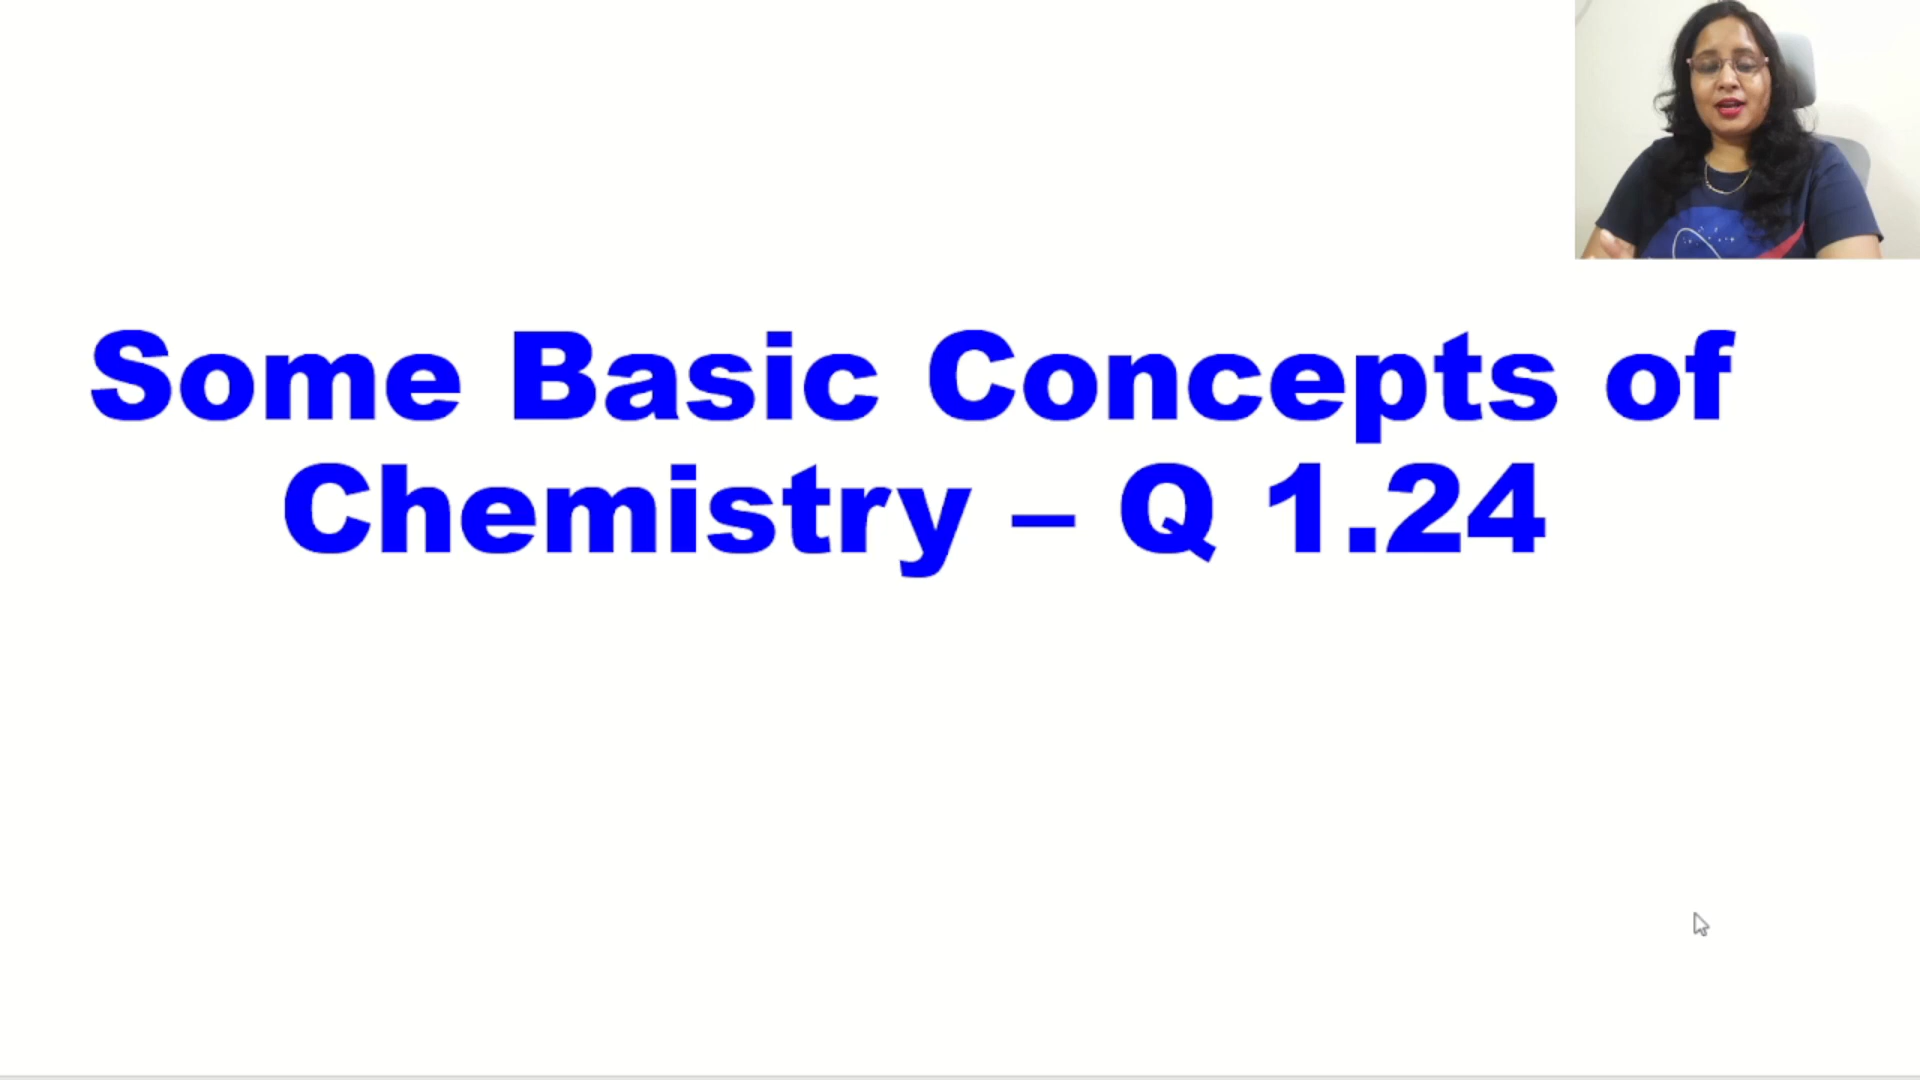 Some Basic Concepts of
Chemistry – Q 1.24